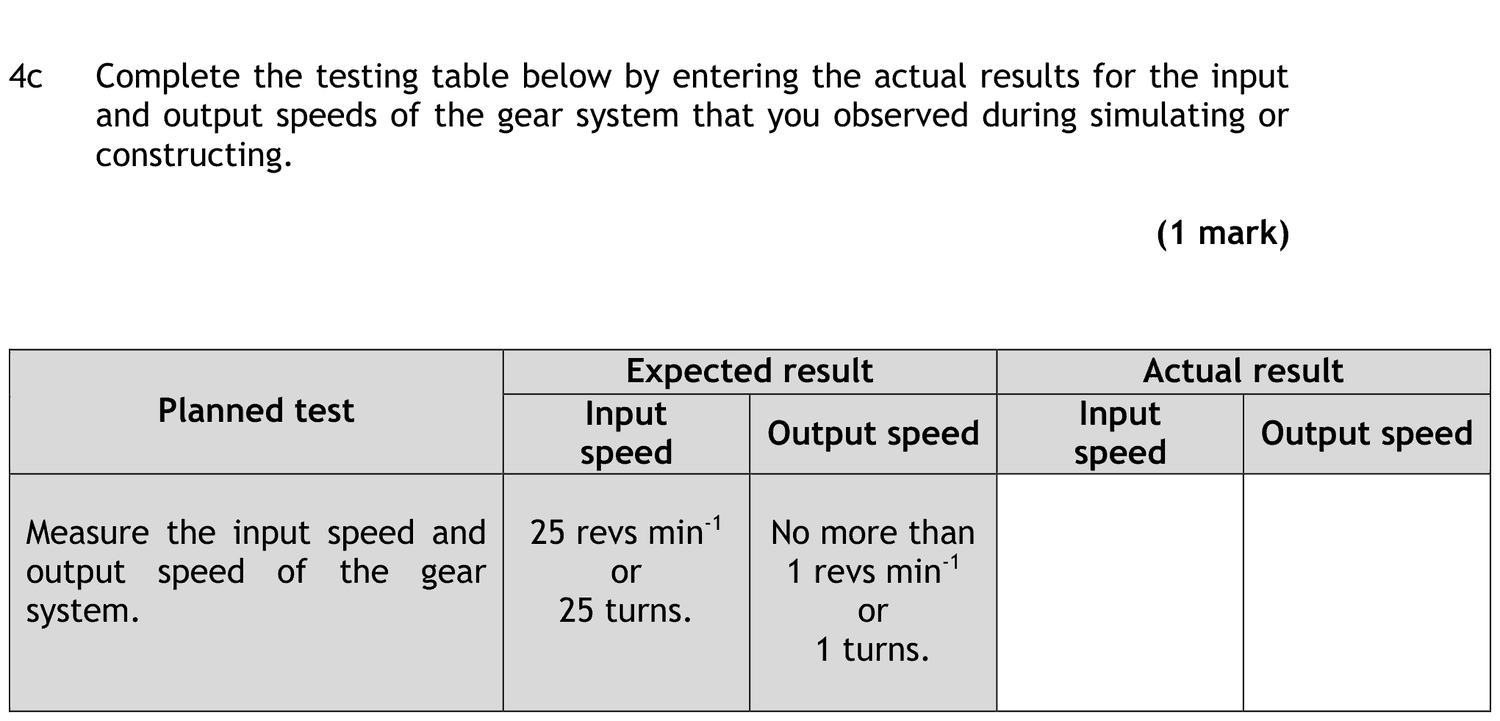 4c Complete the testing table below by entering the actual results for the input
and output speeds of the gear system that you observed during simulating or
constructing.
(1 mark)
Planned test
Expected result
Actual result
Input
speed
Output speed
Input
speed
Output speed
Measure the input speed and
output speed of the gear
system.
25 revs min⁻¹
or
25 turns.
No more than
1 revs min⁻¹
or
1 turns.